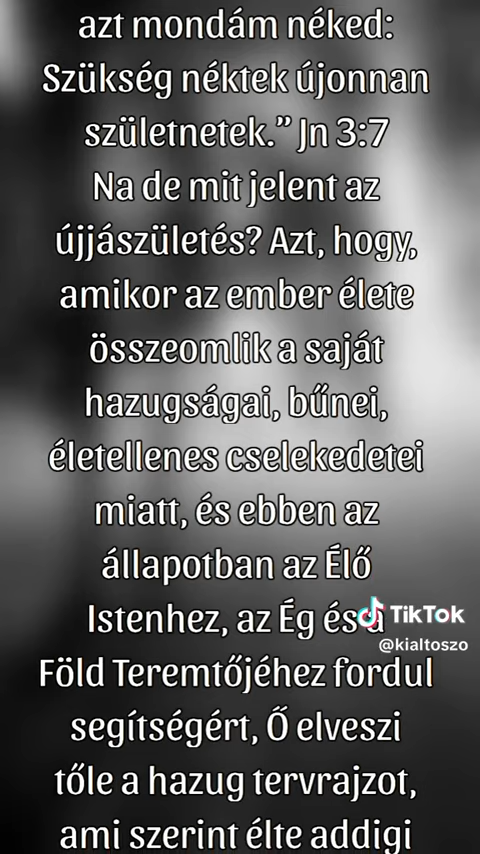 azt mondám néked:
Szükség néktek újonnan
születnetek.” Jn 3:7
Na de mit jelent az
újjászületés? Azt, hogy,
amikor az ember élete
összeomlik a saját
hazugságai, bűnei,
életellenes cselekedetei
miatt, és ebben az
állapotban az Élő
Istenhez, az Ég és a
TikTok
@kialtoszo
Föld Teremtőjéhez fordul
segítségért, Ő elveszi
tőle a hazug tervrajzot,
ami szerint élte addigi